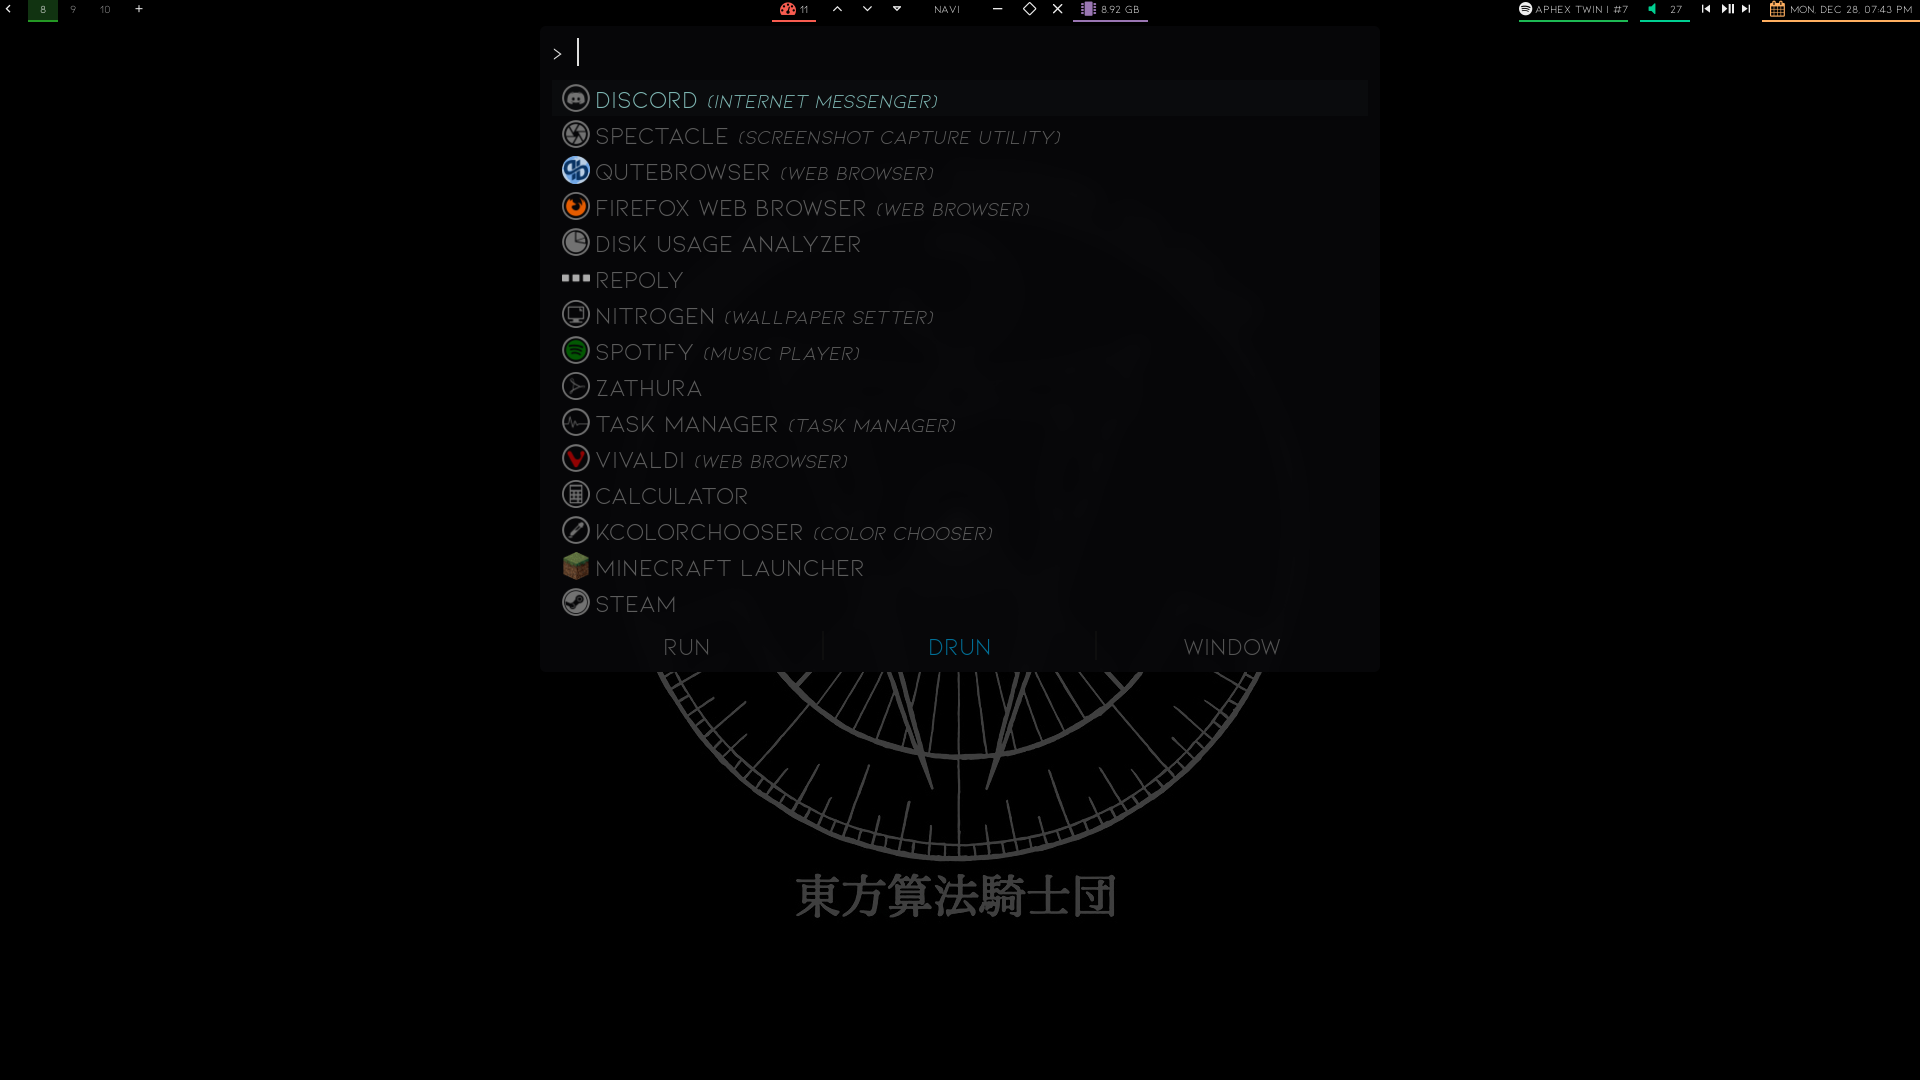 8 9 10 + 11 NAVI 8.92 GB APHEX TWIN | #7 27 MON, DEC 28, 07:43 PM
>
DISCORD (INTERNET MESSENGER)
SPECTACLE (SCREENSHOT CAPTURE UTILITY)
QUTEBROWSER (WEB BROWSER)
FIREFOX WEB BROWSER (WEB BROWSER)
DISK USAGE ANALYZER
REPOLY
NITROGEN (WALLPAPER SETTER)
SPOTIFY (MUSIC PLAYER)
ZATHURA
TASK MANAGER (TASK MANAGER)
VIVALDI (WEB BROWSER)
CALCULATOR
KCOLORCHOOSER (COLOR CHOOSER)
MINECRAFT LAUNCHER
STEAM
RUN DRUN WINDOW
東方算法騎士団